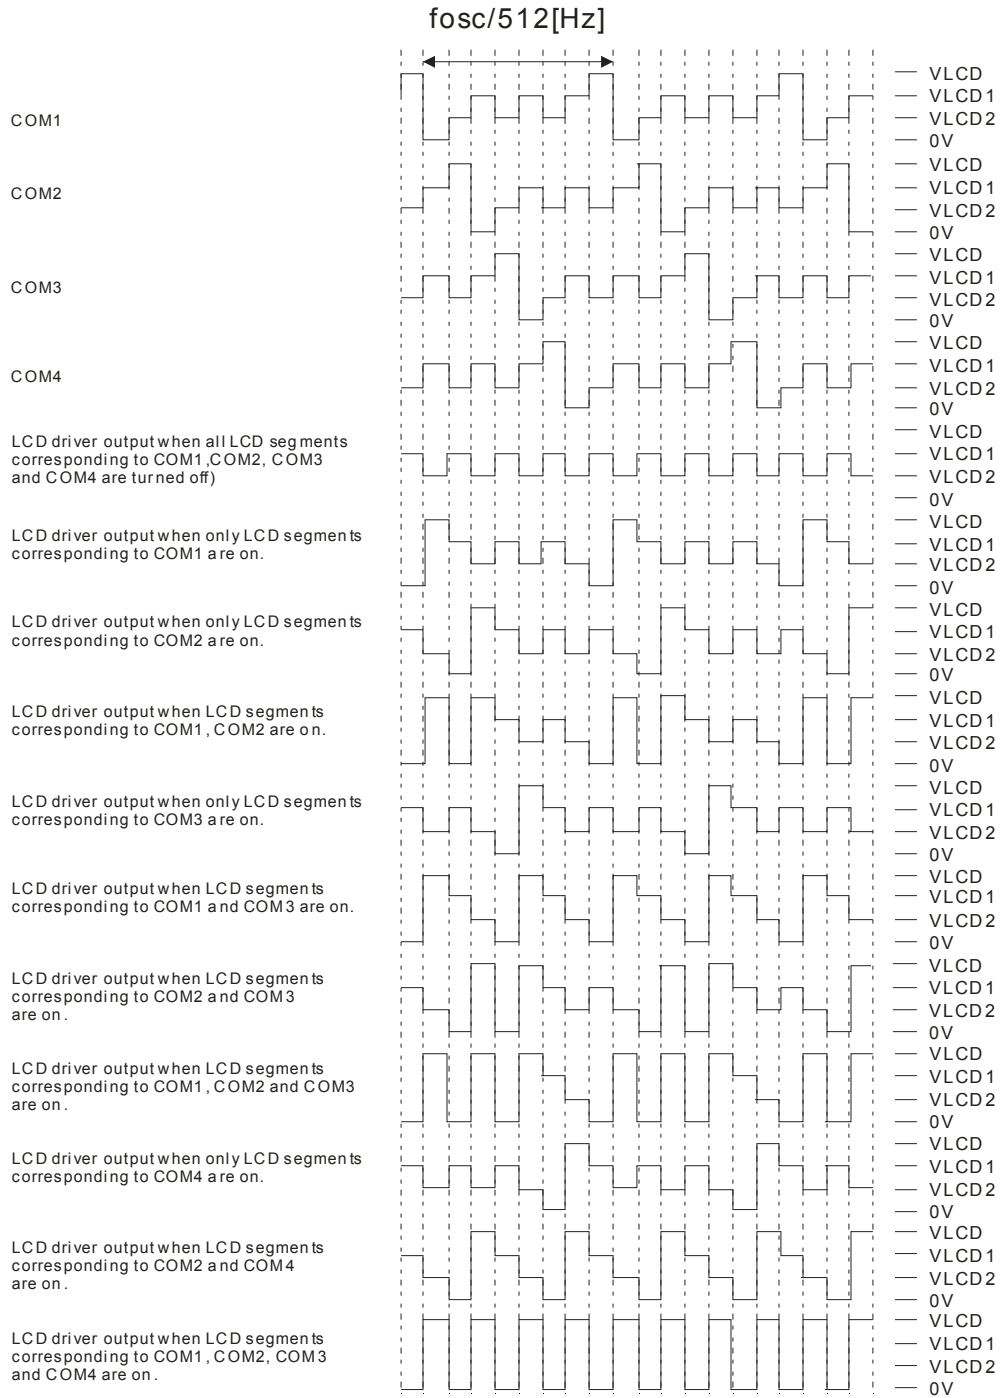 fosc/512[Hz]
COM1
VLCD
VLCD1
VLCD2
0V
COM2
VLCD
VLCD1
VLCD2
0V
COM3
VLCD
VLCD1
VLCD2
0V
COM4
VLCD
VLCD1
VLCD2
0V
LCD driver output when all LCD segments
corresponding to COM1,COM2, COM3
and COM4 are turned off)
VLCD
VLCD1
VLCD2
0V
LCD driver output when only LCD segments
corresponding to COM1 are on.
VLCD
VLCD1
VLCD2
0V
LCD driver output when only LCD segments
corresponding to COM2 are on.
VLCD
VLCD1
VLCD2
0V
LCD driver output when LCD segments
corresponding to COM1, COM2 are on.
VLCD
VLCD1
VLCD2
0V
LCD driver output when only LCD segments
corresponding to COM3 are on.
VLCD
VLCD1
VLCD2
0V
LCD driver output when LCD segments
corresponding to COM1 and COM3 are on.
VLCD
VLCD1
VLCD2
0V
LCD driver output when LCD segments
corresponding to COM2 and COM3
are on.
VLCD
VLCD1
VLCD2
0V
LCD driver output when LCD segments
corresponding to COM1, COM2 and COM3
are on.
VLCD
VLCD1
VLCD2
0V
LCD driver output when only LCD segments
corresponding to COM4 are on.
VLCD
VLCD1
VLCD2
0V
LCD driver output when LCD segments
corresponding to COM2 and COM4
are on.
VLCD
VLCD1
VLCD2
0V
LCD driver output when LCD segments
corresponding to COM1, COM2, COM3
and COM4 are on.
VLCD
VLCD1
VLCD2
0V